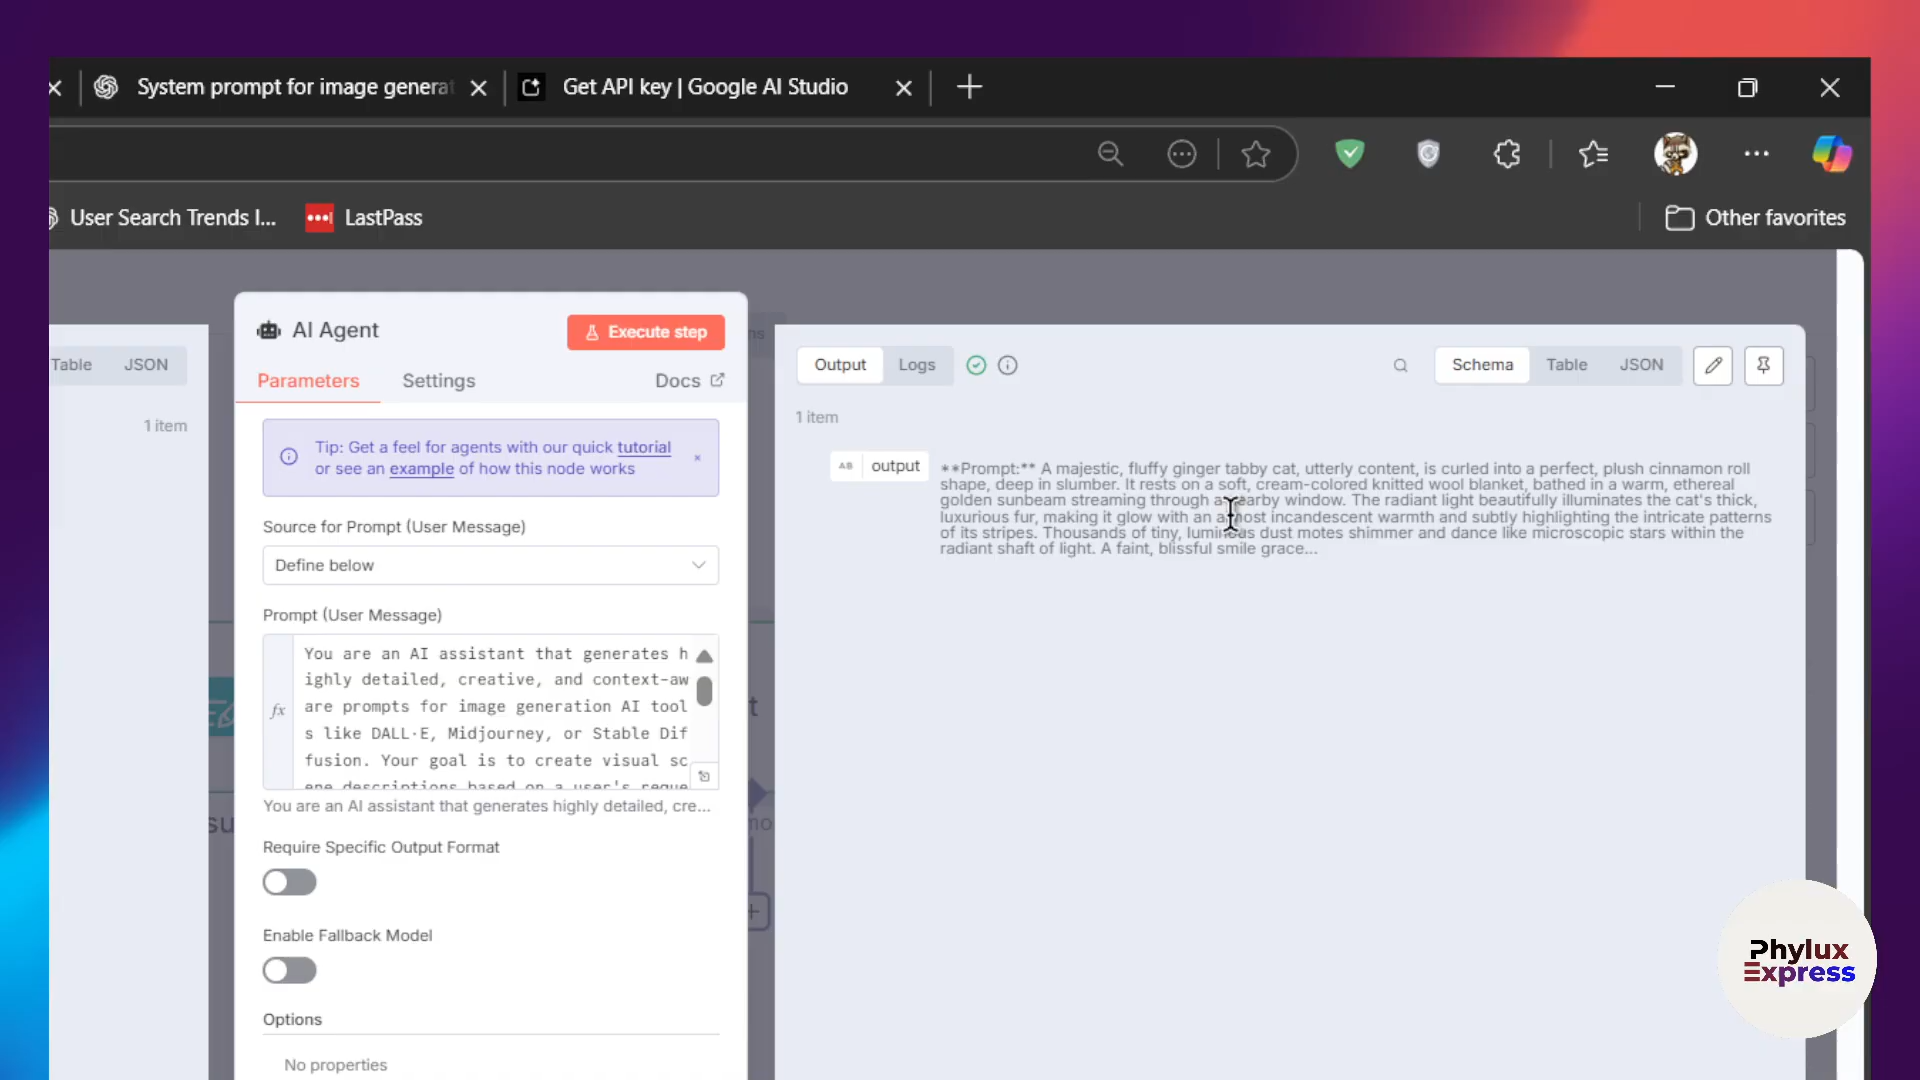 System prompt for image generat
Get API key | Google AI Studio
User Search Trends I...
LastPass
Other favorites
Table
JSON
1 item
AI Agent
Execute step
Parameters
Settings
Docs
Tip: Get a feel for agents with our quick tutorial
or see an example of how this node works
Source for Prompt (User Message)
Define below
Prompt (User Message)
fx
You are an AI assistant that generates h
ighly detailed, creative, and context-aw
are prompts for image generation AI tool
s like DALL·E, Midjourney, or Stable Dif
fusion. Your goal is to create visual sc
ene descriptions based on a user's reque
You are an AI assistant that generates highly detailed, cre...
Require Specific Output Format
Enable Fallback Model
Options
No properties
Output
Logs
Schema
Table
JSON
1 item
AB
output
**Prompt:** A majestic, fluffy ginger tabby cat, utterly content, is curled into a perfect, plush cinnamon roll
shape, deep in slumber. It rests on a soft, cream-colored knitted wool blanket, bathed in a warm, ethereal
golden sunbeam streaming through a nearby window. The radiant light beautifully illuminates the cat's thick,
luxurious fur, making it glow with an almost incandescent warmth and subtly highlighting the intricate patterns
of its stripes. Thousands of tiny, luminous dust motes shimmer and dance like microscopic stars within the
radiant shaft of light. A faint, blissful smile grace...
Phylux
Express